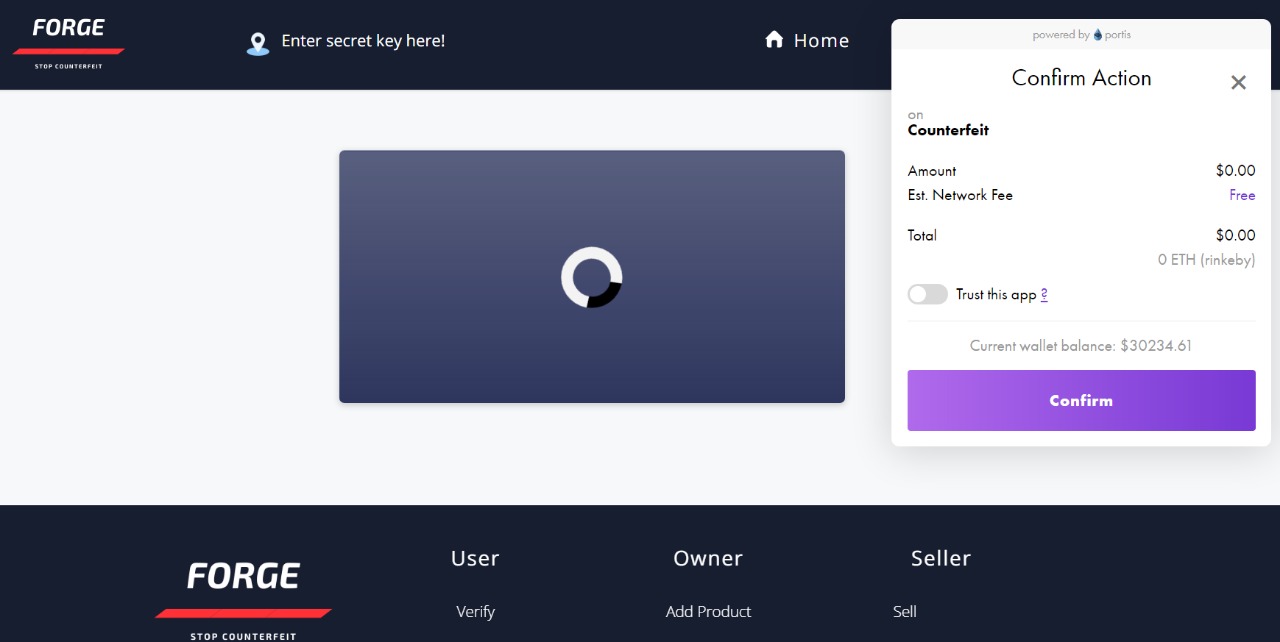 FORGE
STOP COUNTERFEIT
Enter secret key here!
Home
powered by portis
Confirm Action
on
Counterfeit
Amount $0.00
Est. Network Fee Free
Total $0.00
0 ETH (rinkeby)
Trust this app ?
Current wallet balance: $30234.61
Confirm
FORGE
STOP COUNTERFEIT
User
Verify
Owner
Add Product
Seller
Sell